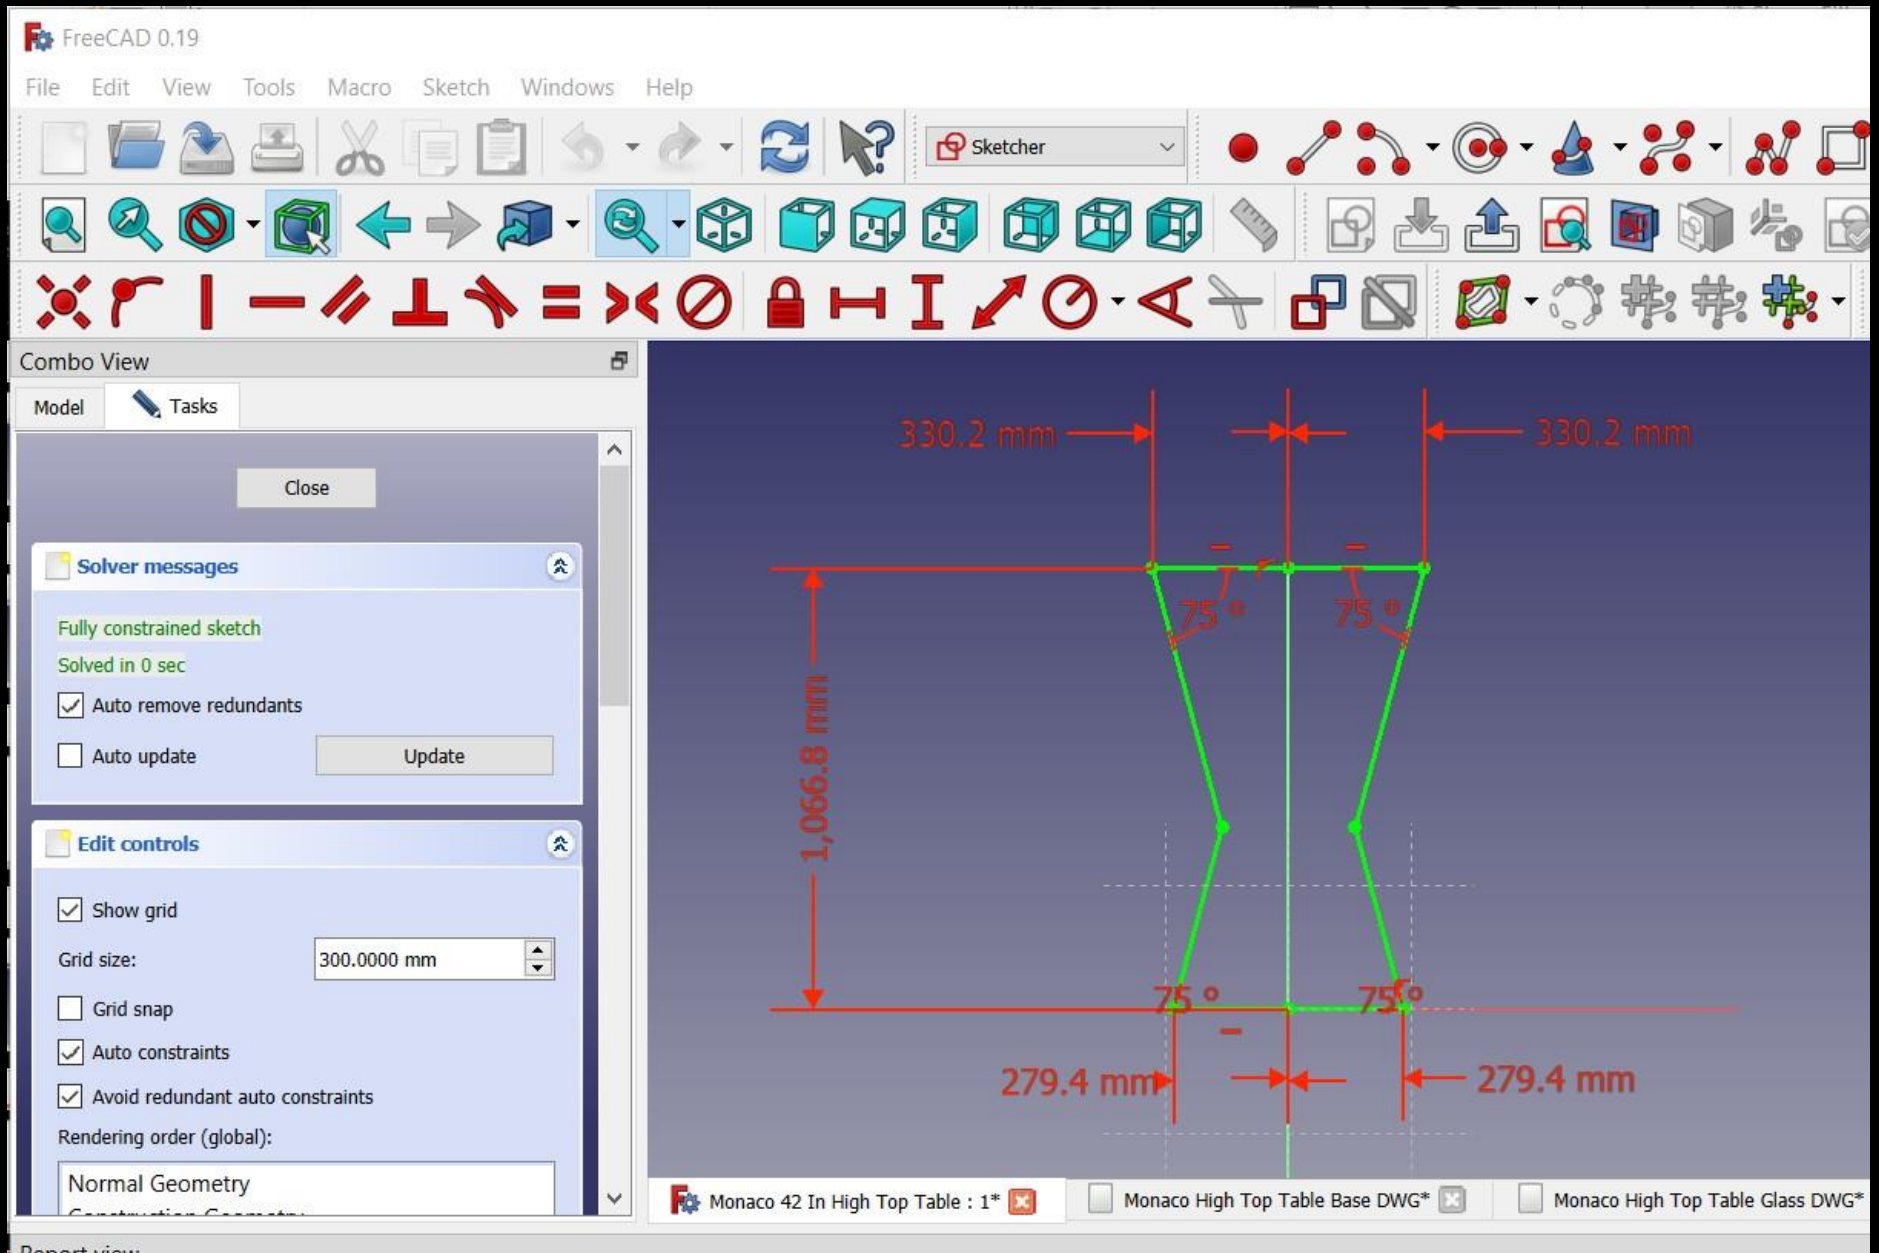 FreeCAD 0.19
File Edit View Tools Macro Sketch Windows Help
Sketcher
Combo View
Model Tasks
Close
Solver messages
Fully constrained sketch
Solved in 0 sec
Auto remove redundants
Auto update Update
Edit controls
Show grid
Grid size: 300.0000 mm
Grid snap
Auto constraints
Avoid redundant auto constraints
Rendering order (global):
Normal Geometry
Construction Geometry
330.2 mm 330.2 mm
75 ° 75 °
1,066.8 mm
75 ° 75 °
279.4 mm 279.4 mm
Monaco 42 In High Top Table : 1* Monaco High Top Table Base DWG* Monaco High Top Table Glass DWG*
Report view